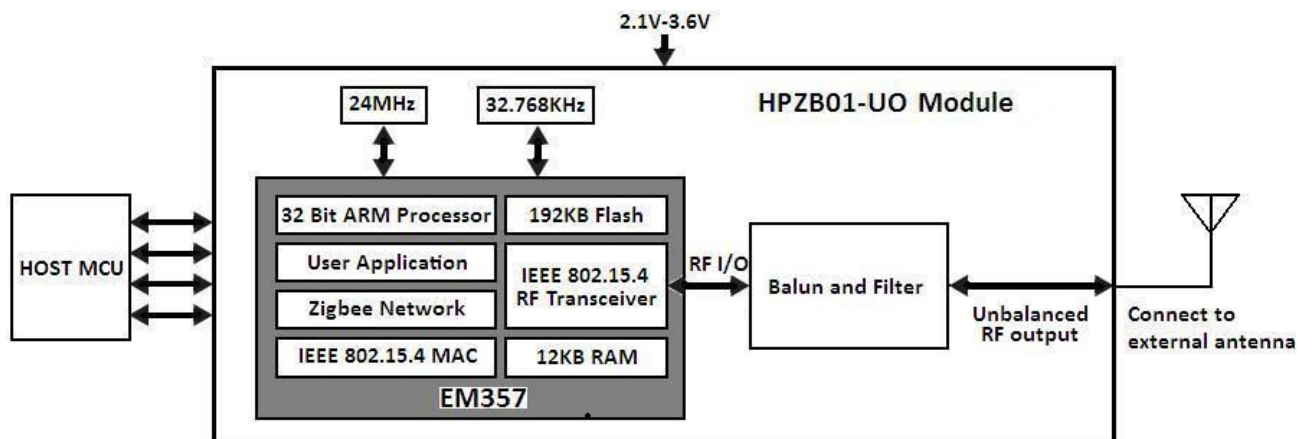 2.1V-3.6V
24MHz
32.768KHz
HPZB01-UO Module
HOST MCU
32 Bit ARM Processor
192KB Flash
User Application
IEEE 802.15.4
RF Transceiver
Zigbee Network
IEEE 802.15.4 MAC
12KB RAM
EM357
RF I/O
Balun and Filter
Unbalanced
RF output
Connect to
external antenna